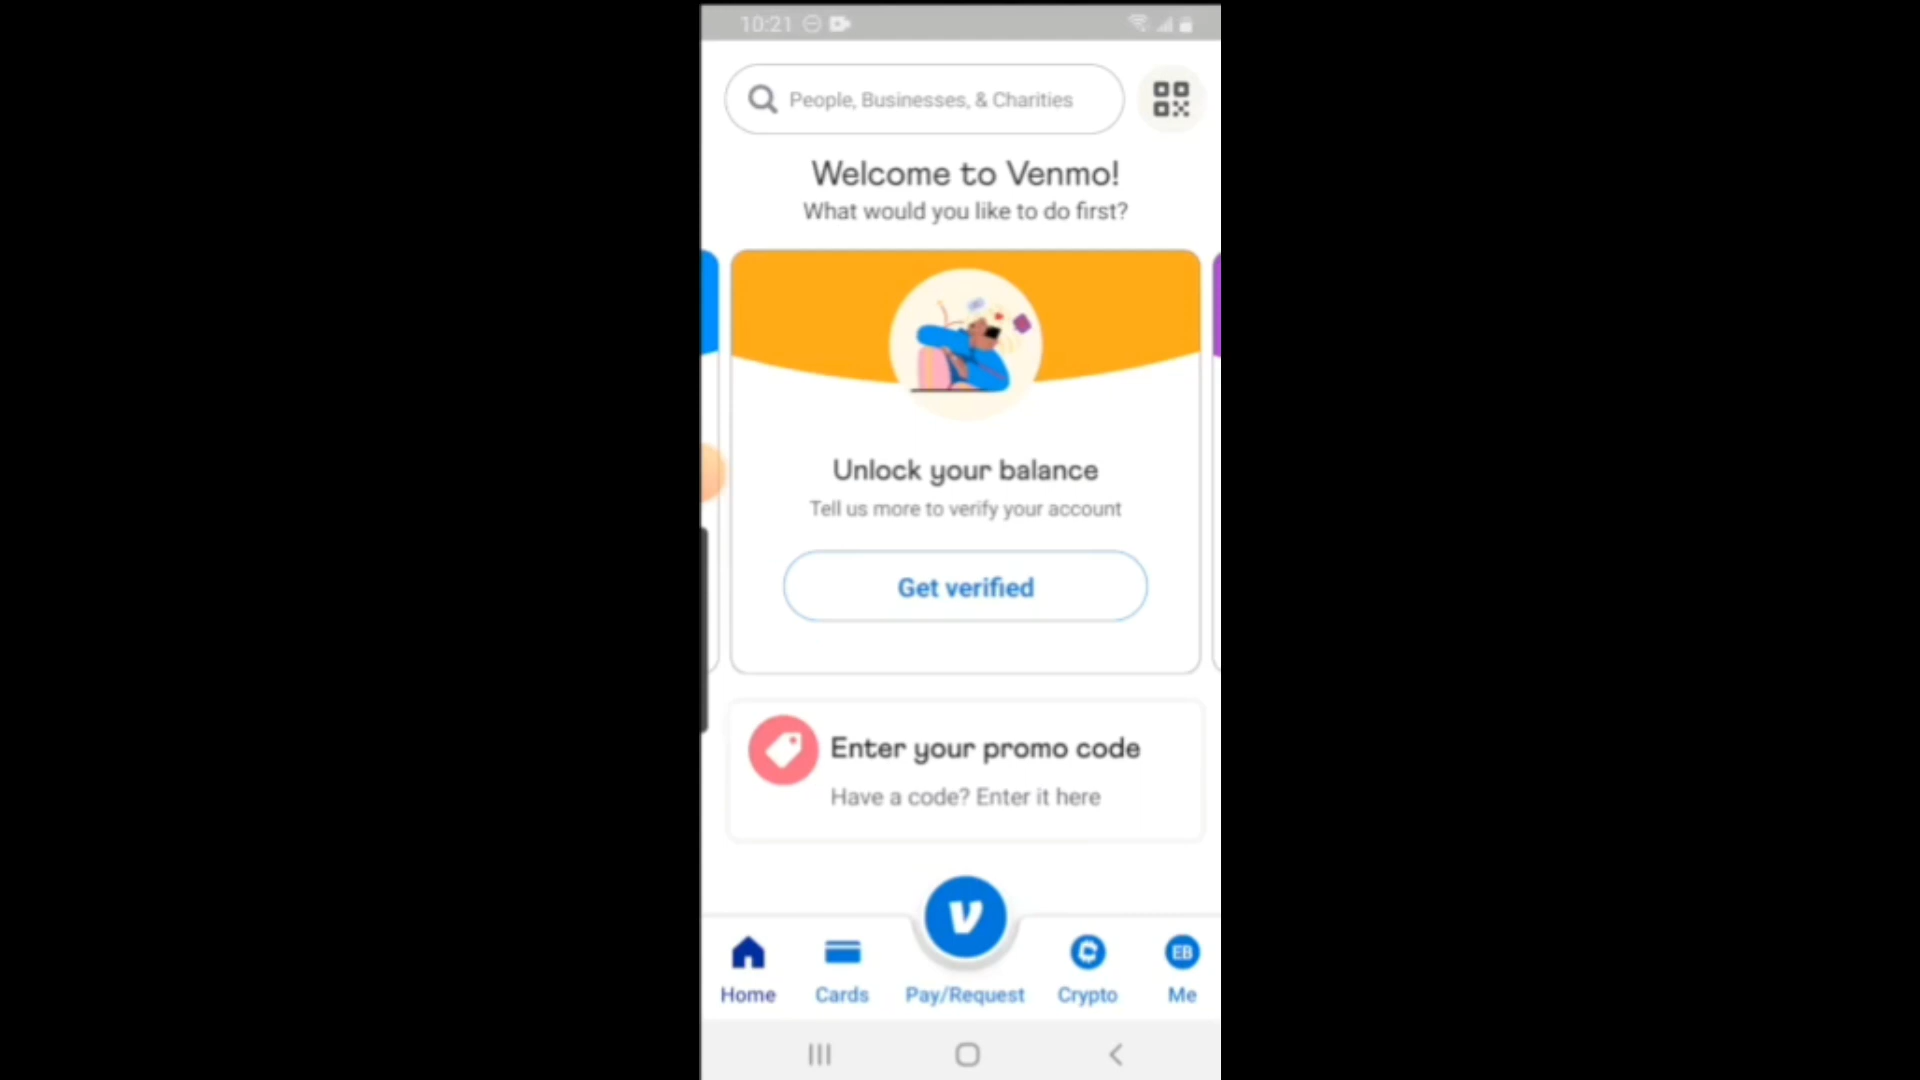 10:21
People, Businesses, & Charities
Welcome to Venmo!
What would you like to do first?
Unlock your balance
Tell us more to verify your account
Get verified
Enter your promo code
Have a code? Enter it here
EB
Home Cards Pay/Request Crypto Me